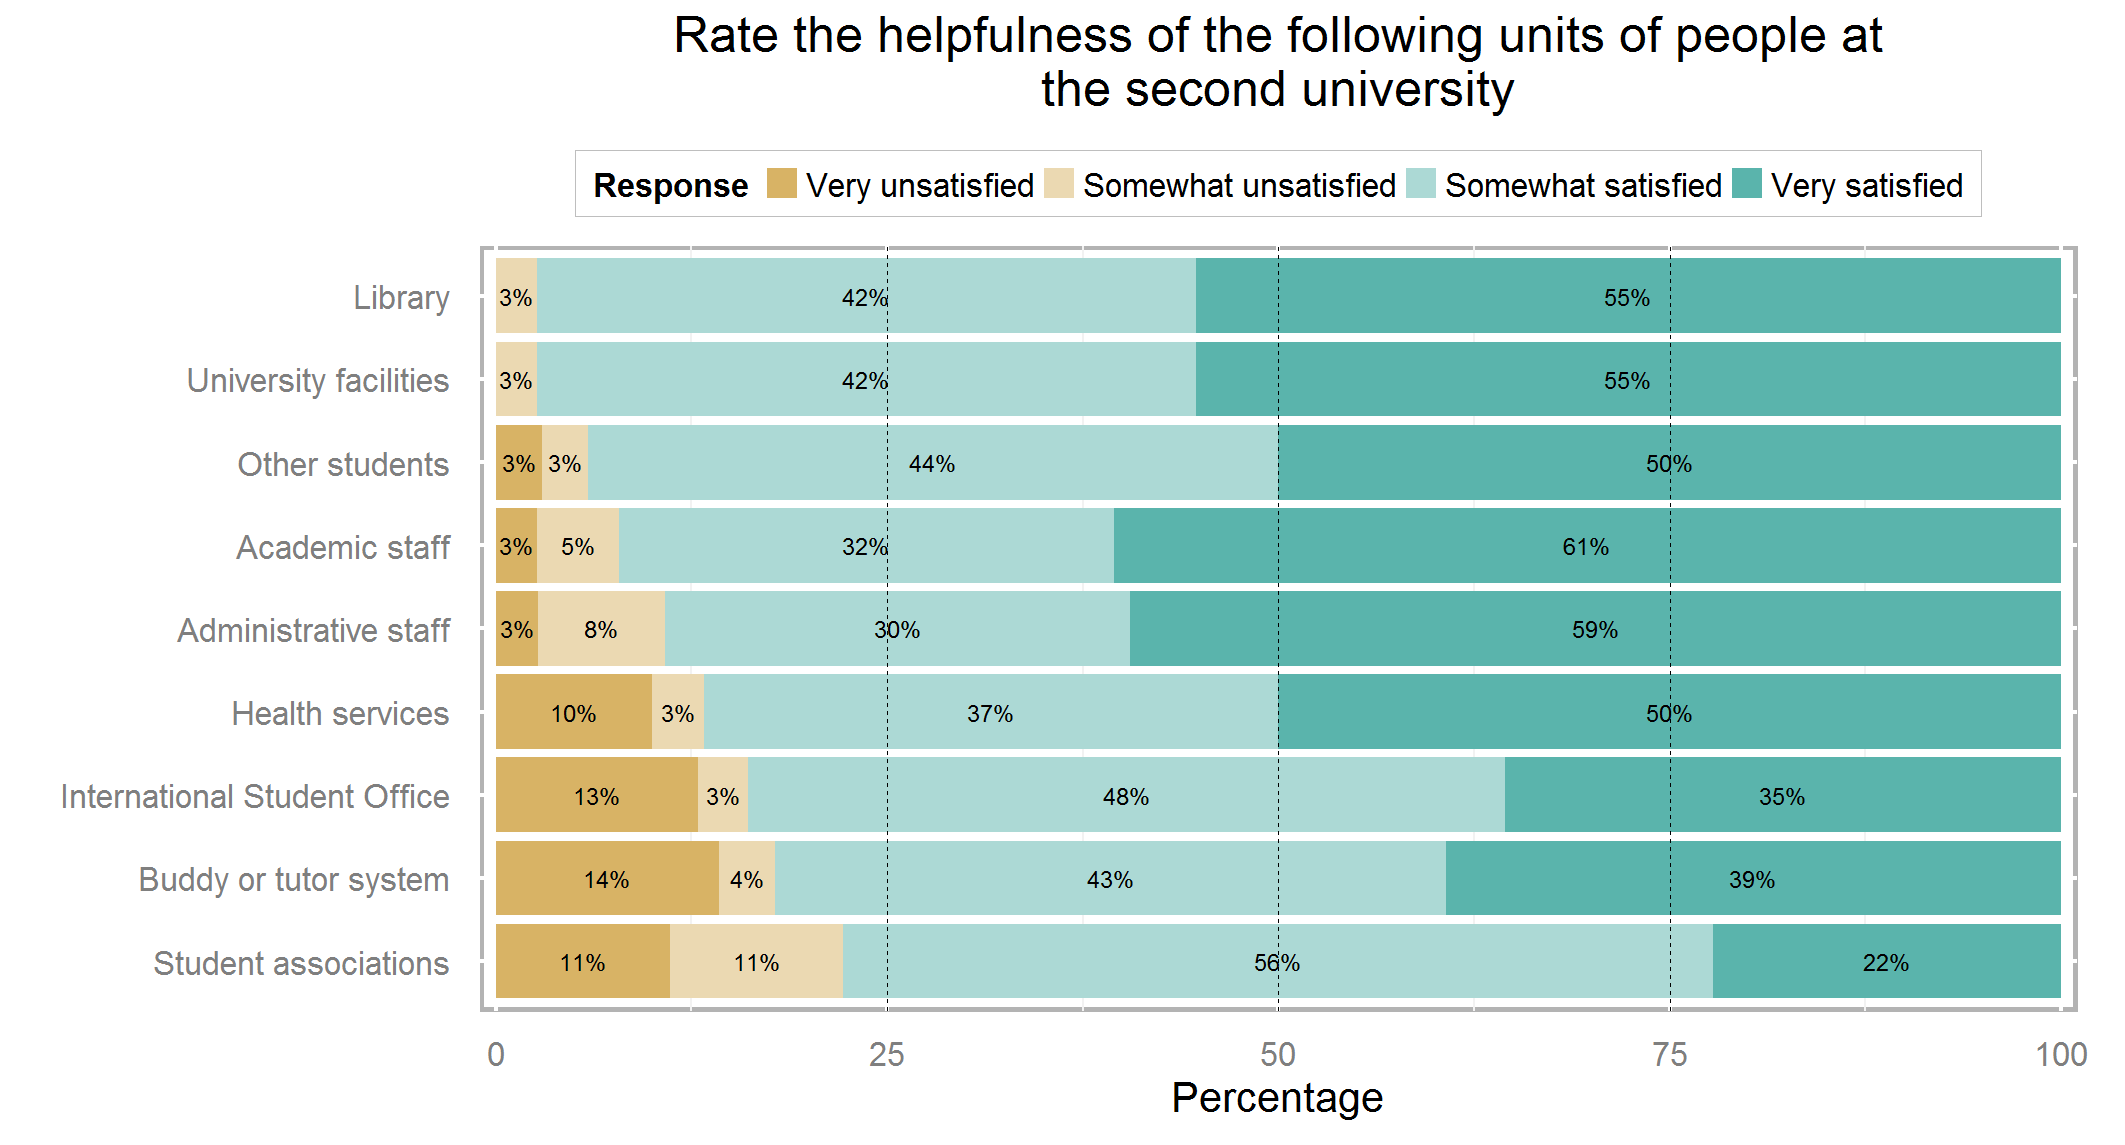 Rate the helpfulness of the following units of people at
the second university
Response Very unsatisfied Somewhat unsatisfied Somewhat satisfied Very satisfied
Library 3% 42% 55%
University facilities 3% 42% 55%
Other students 3% 3% 44% 50%
Academic staff 3% 5% 32% 61%
Administrative staff 3% 8% 30% 59%
Health services 10% 3% 37% 50%
International Student Office 13% 3% 48% 35%
Buddy or tutor system 14% 4% 43% 39%
Student associations 11% 11% 56% 22%
0 25 50 75 100
Percentage